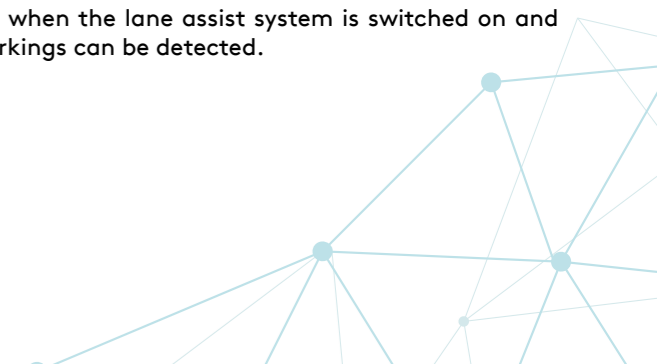 when the lane assist system is switched on and
rkings can be detected.